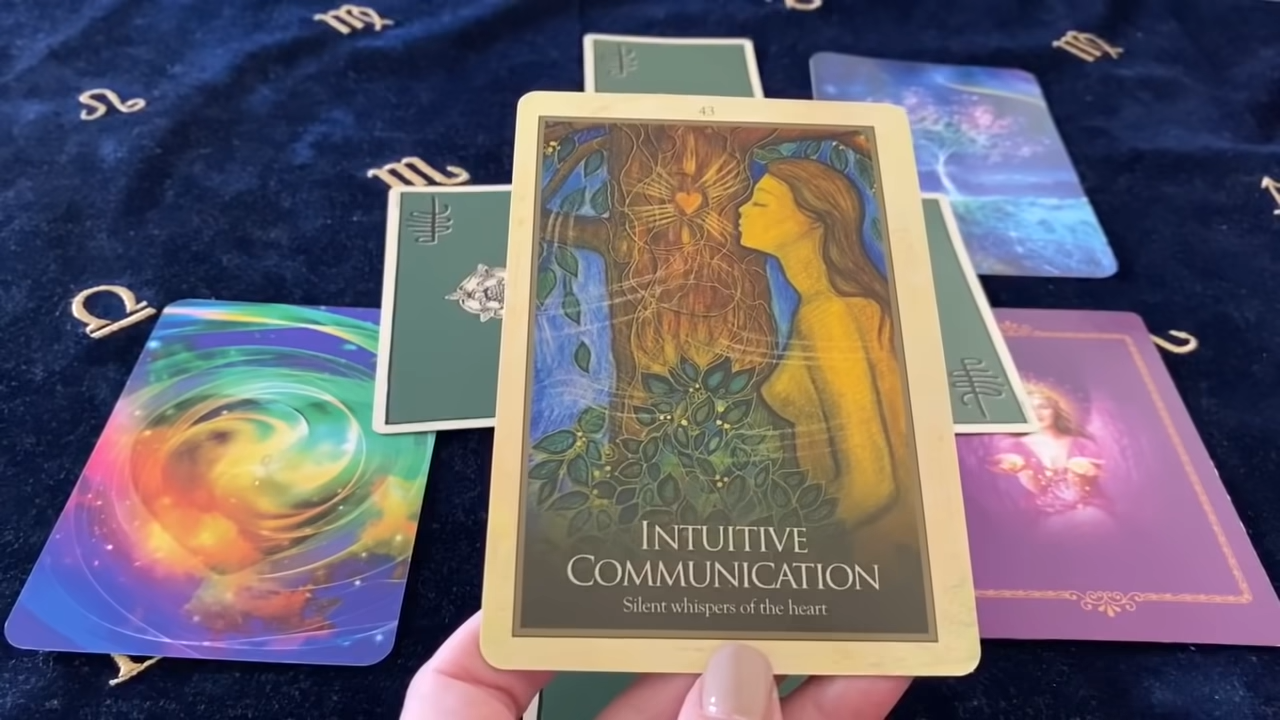 43
INTUITIVE
COMMUNICATION
Silent whispers of the heart